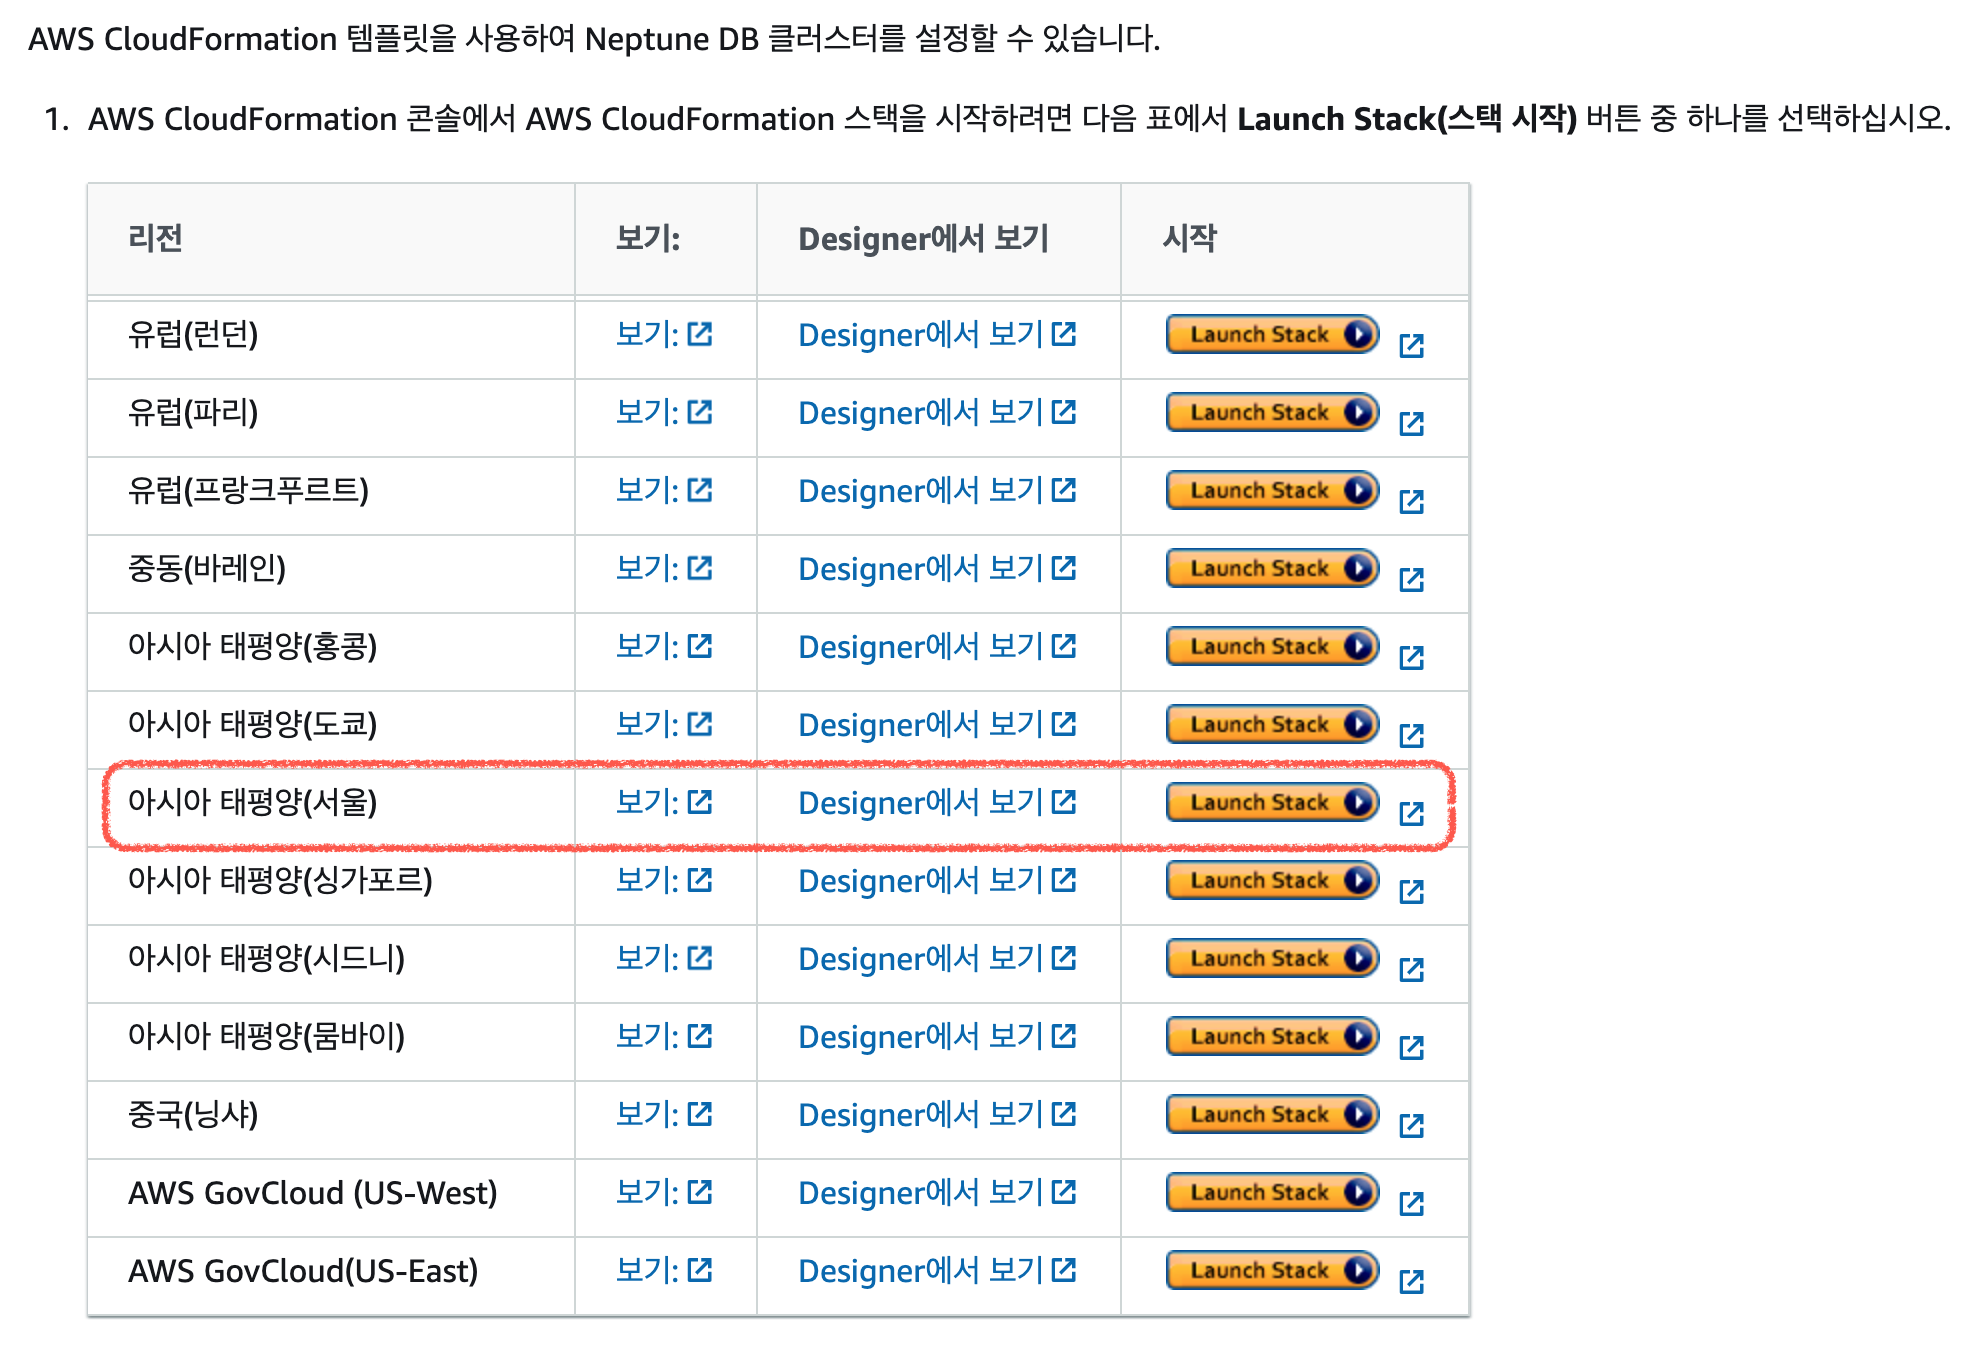 AWS CloudFormation 템플릿을 사용하여 Neptune DB 클러스터를 설정할 수 있습니다.
1. AWS CloudFormation 콘솔에서 AWS CloudFormation 스택을 시작하려면 다음 표에서 Launch Stack(스택 시작) 버튼 중 하나를 선택하십시오.
리전 보기: Designer에서 보기 시작
유럽(런던) 보기: Designer에서 보기 Launch Stack
유럽(파리) 보기: Designer에서 보기 Launch Stack
유럽(프랑크푸르트) 보기: Designer에서 보기 Launch Stack
중동(바레인) 보기: Designer에서 보기 Launch Stack
아시아 태평양(홍콩) 보기: Designer에서 보기 Launch Stack
아시아 태평양(도쿄) 보기: Designer에서 보기 Launch Stack
아시아 태평양(서울) 보기: Designer에서 보기 Launch Stack
아시아 태평양(싱가포르) 보기: Designer에서 보기 Launch Stack
아시아 태평양(시드니) 보기: Designer에서 보기 Launch Stack
아시아 태평양(뭄바이) 보기: Designer에서 보기 Launch Stack
중국(닝샤) 보기: Designer에서 보기 Launch Stack
AWS GovCloud (US-West) 보기: Designer에서 보기 Launch Stack
AWS GovCloud(US-East) 보기: Designer에서 보기 Launch Stack